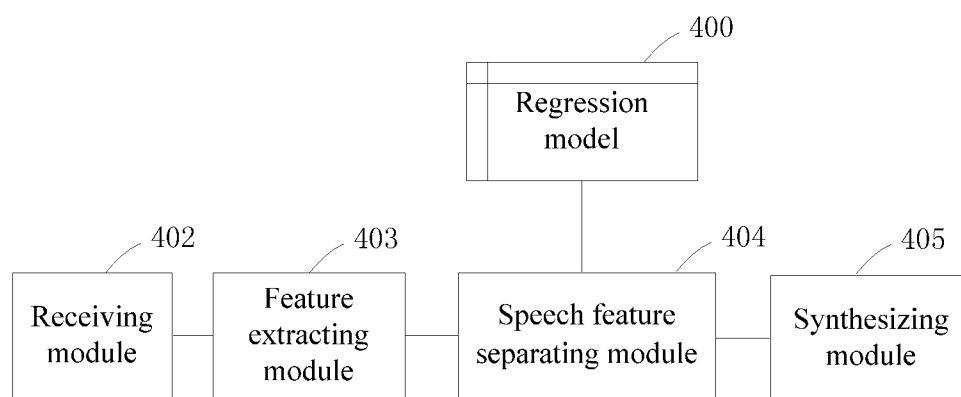 400
Regression
model
402
403
404
405
Receiving
module
Feature
extracting
module
Speech feature
separating module
Synthesizing
module